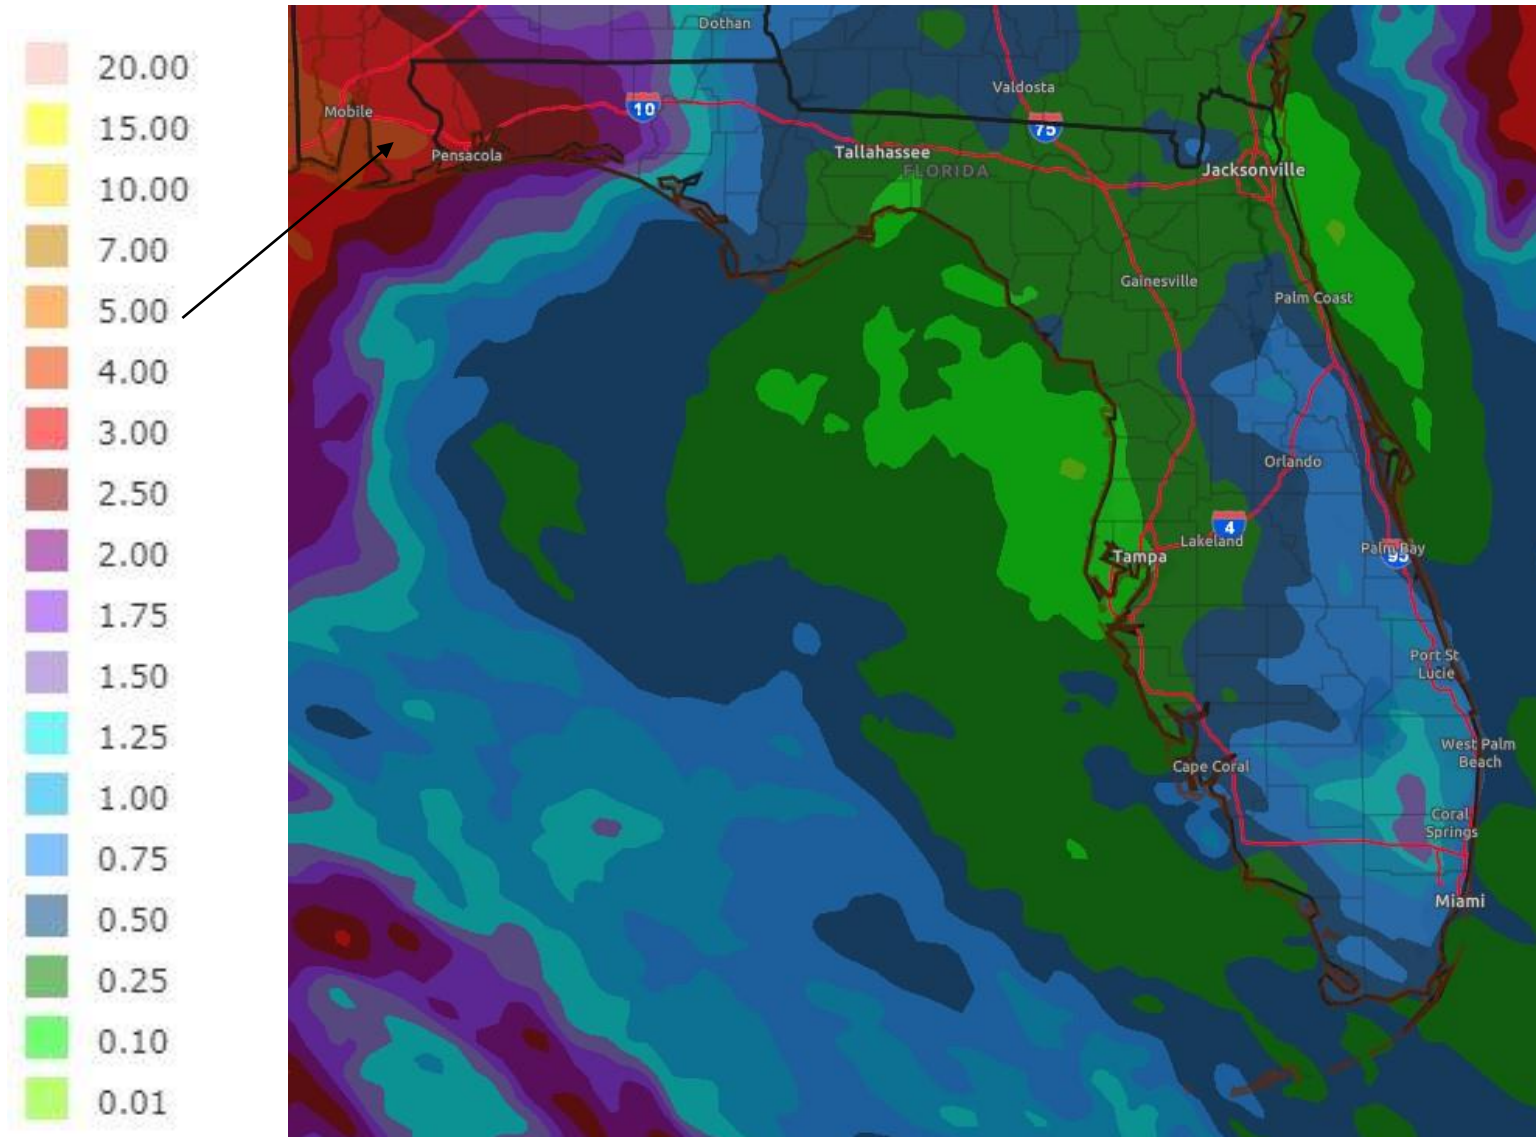 20.00
15.00
10.00
7.00
5.00
4.00
3.00
2.50
2.00
1.75
1.50
1.25
1.00
0.75
0.50
0.25
0.10
0.01
Dothan
Valdosta
10
Mobile
75
Pensacola
Tallahassee
FLORIDA
Jacksonville
Gainesville
Palm Coast
Orlando
4
Lakeland
Tampa
Palm Bay
95
Port St
Lucie
West Palm
Beach
Cape Coral
Coral
Springs
Miami